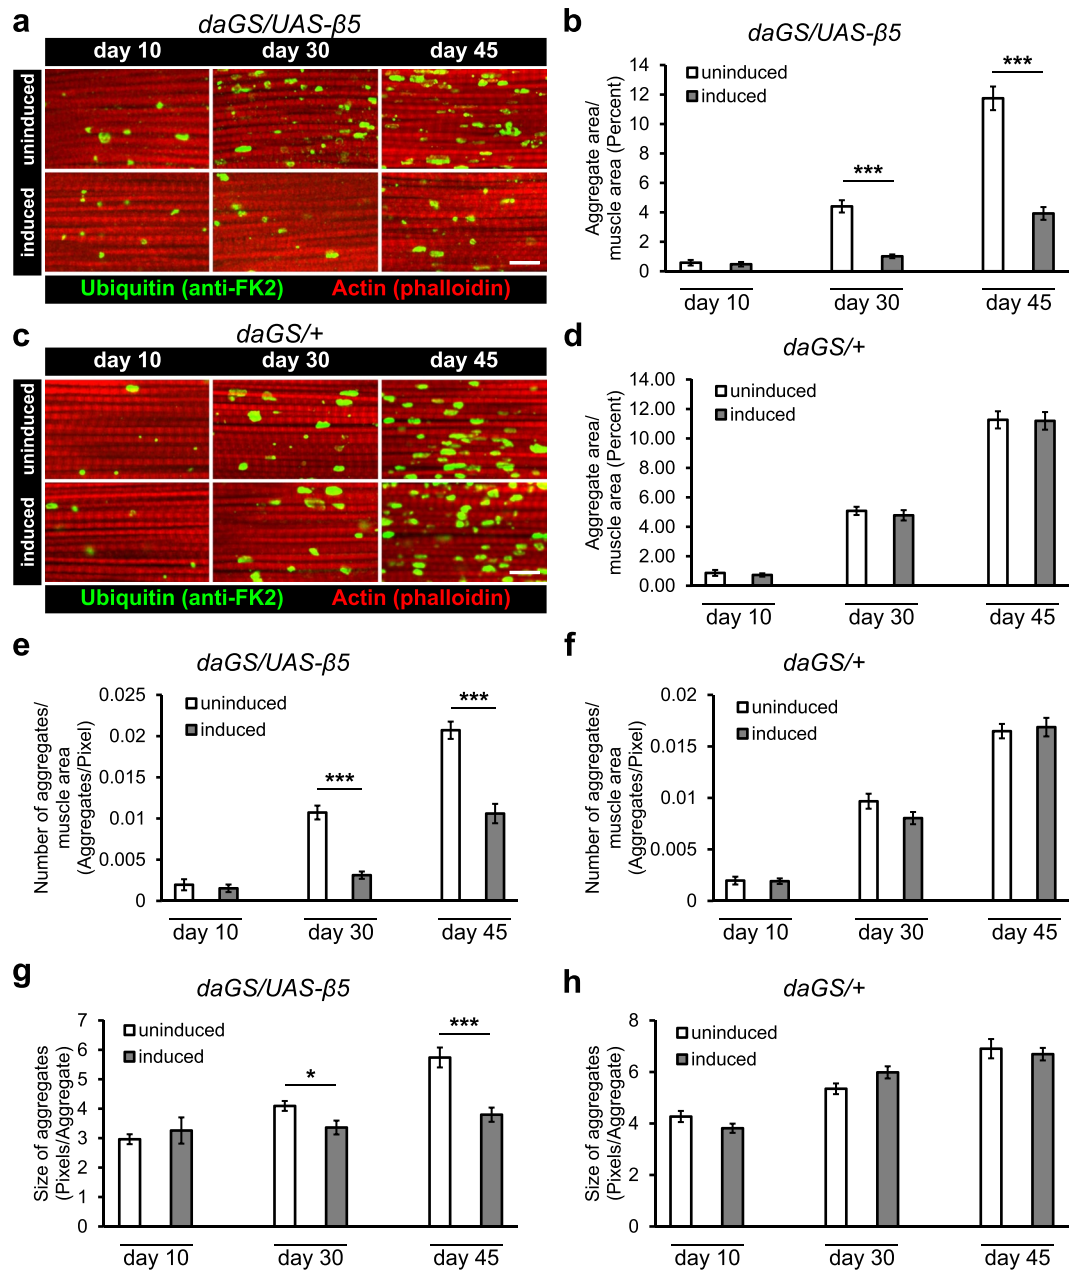 a
daGS/UAS-β5
day 10 day 30 day 45
uninduced
induced
Ubiquitin (anti-FK2) Actin (phalloidin)
b
daGS/UAS-β5
Aggregate area/
muscle area (Percent)
14
12
10
8
6
4
2
0
uninduced
induced
***
***
day 10 day 30 day 45
c
daGS/+
day 10 day 30 day 45
uninduced
induced
Ubiquitin (anti-FK2) Actin (phalloidin)
d
daGS/+
Aggregate area/
muscle area (Percent)
14.00
12.00
10.00
8.00
6.00
4.00
2.00
0.00
uninduced
induced
day 10 day 30 day 45
e
daGS/UAS-β5
Number of aggregates/
muscle area
(Aggregates/Pixel)
0.025
0.02
0.015
0.01
0.005
0
uninduced
induced
***
***
day 10 day 30 day 45
f
daGS/+
Number of aggregates/
muscle area
(Aggregates/Pixel)
0.02
0.015
0.01
0.005
0
uninduced
induced
day 10 day 30 day 45
g
daGS/UAS-β5
Size of aggregates
(Pixels/Aggregate)
7
6
5
4
3
2
1
0
uninduced
induced
*
***
day 10 day 30 day 45
h
daGS/+
Size of aggregates
(Pixels/Aggregate)
8
6
4
2
0
uninduced
induced
day 10 day 30 day 45